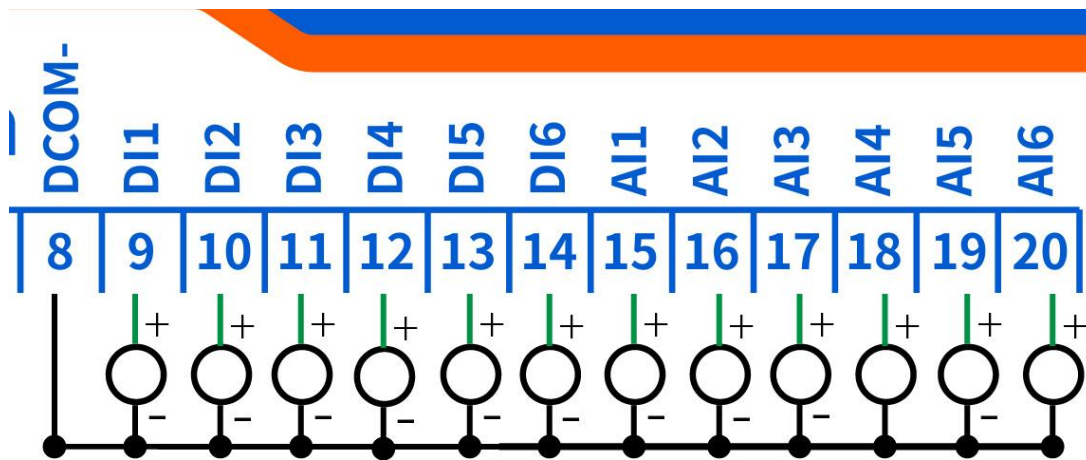 DCOM- DI1 DI2 DI3 DI4 DI5 DI6 AI1 AI2 AI3 AI4 AI5 AI6
8 9 10 11 12 13 14 15 16 17 18 19 20
+ + + + + + + + + + + +
- - - - - - - - - - -